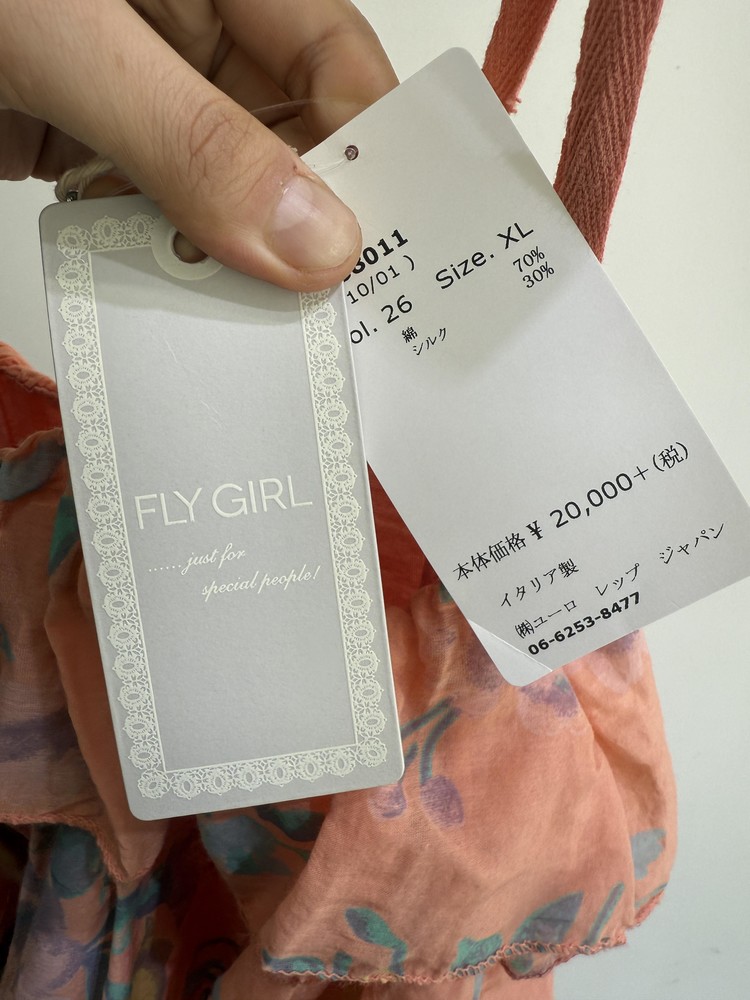 FLY GIRL
......just for
special people!
8011
10/01 )
ol. 26 Size. XL
綿 70%
シルク 30%
本体価格 ¥ 20,000+(税)
イタリア製
㈱ユーロ レップ ジャパン
06-6253-8477